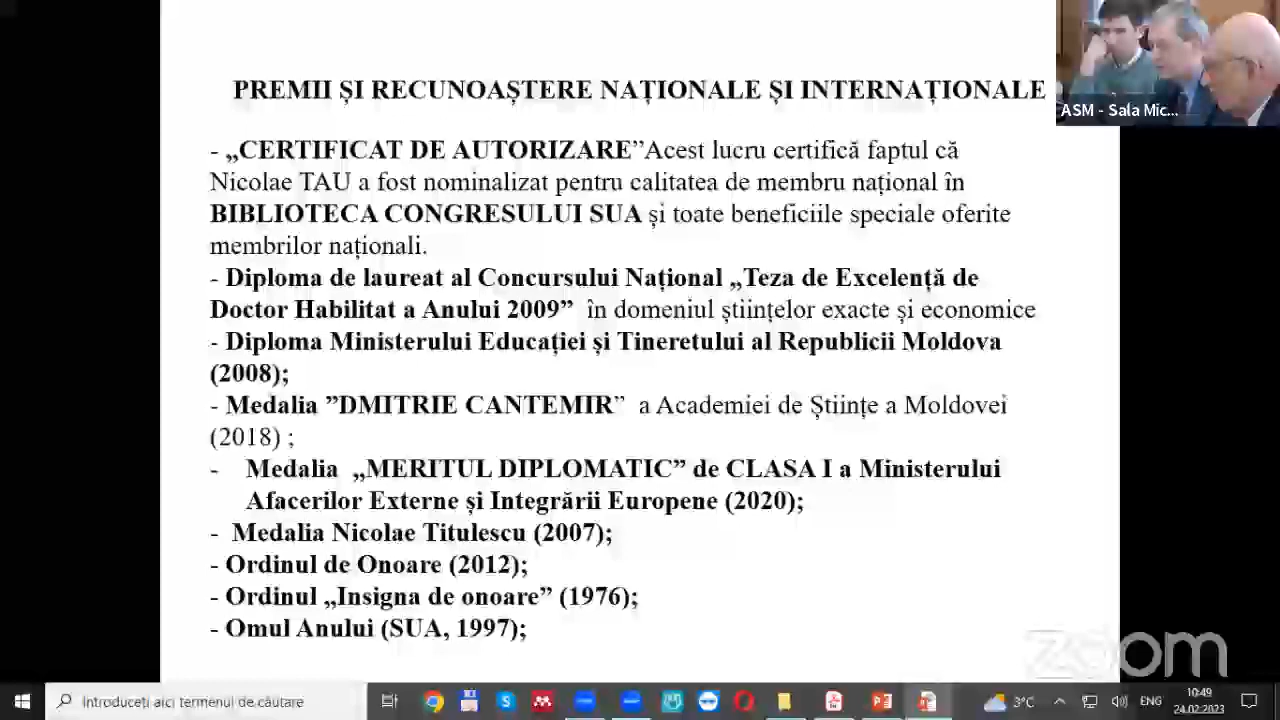 PREMII ȘI RECUNOAȘTERE NAȚIONALE ȘI INTERNAȚIONALE
ASM - Sala Mic...
- „CERTIFICAT DE AUTORIZARE”Acest lucru certifică faptul că
Nicolae TAU a fost nominalizat pentru calitatea de membru național în
BIBLIOTECA CONGRESULUI SUA și toate beneficiile speciale oferite
membrilor naționali.
- Diploma de laureat al Concursului Național „Teza de Excelență de
Doctor Habilitat a Anului 2009” în domeniul științelor exacte și economice
- Diploma Ministerului Educației și Tineretului al Republicii Moldova
(2008);
- Medalia ”DMITRIE CANTEMIR” a Academiei de Științe a Moldovei
(2018) ;
- Medalia „MERITUL DIPLOMATIC” de CLASA I a Ministerului
Afacerilor Externe și Integrării Europene (2020);
- Medalia Nicolae Titulescu (2007);
- Ordinul de Onoare (2012);
- Ordinul „Insigna de onoare” (1976);
- Omul Anului (SUA, 1997);
zoom
Introduceți aici termenul de căutare
3°C
ENG
10:49
24.02.2023